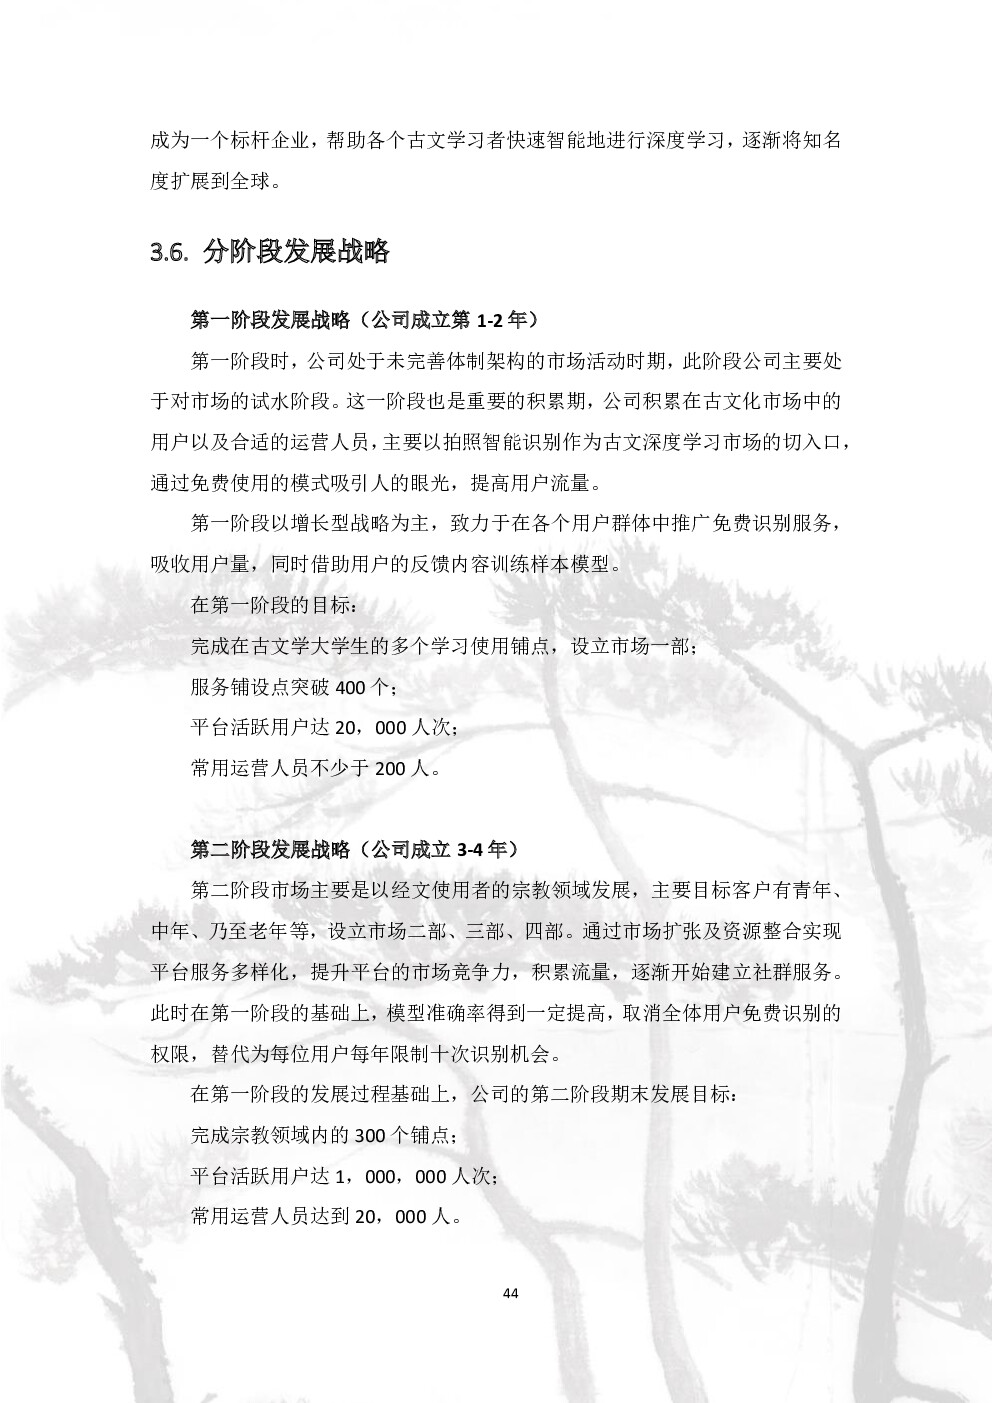 成为一个标杆企业，帮助各个古文学习者快速智能地进行深度学习，逐渐将知名
度扩展到全球。
3.6. 分阶段发展战略
第一阶段发展战略（公司成立第 1-2 年）
第一阶段时，公司处于未完善体制架构的市场活动时期，此阶段公司主要处
于对市场的试水阶段。这一阶段也是重要的积累期，公司积累在古文化市场中的
用户以及合适的运营人员，主要以拍照智能识别作为古文深度学习市场的切入口，
通过免费使用的模式吸引人的眼光，提高用户流量。
第一阶段以增长型战略为主，致力于在各个用户群体中推广免费识别服务，
吸收用户量，同时借助用户的反馈内容训练样本模型。
在第一阶段的目标：
完成在古文学大学生的多个学习使用铺点，设立市场一部；
服务铺设点突破 400 个；
平台活跃用户达 20，000 人次；
常用运营人员不少于 200 人。
第二阶段发展战略（公司成立 3-4 年）
第二阶段市场主要是以经文使用者的宗教领域发展，主要目标客户有青年、
中年、乃至老年等，设立市场二部、三部、四部。通过市场扩张及资源整合实现
平台服务多样化，提升平台的市场竞争力，积累流量，逐渐开始建立社群服务。
此时在第一阶段的基础上，模型准确率得到一定提高，取消全体用户免费识别的
权限，替代为每位用户每年限制十次识别机会。
在第一阶段的发展过程基础上，公司的第二阶段期末发展目标：
完成宗教领域内的 300 个铺点；
平台活跃用户达 1，000，000 人次；
常用运营人员达到 20，000 人。
44